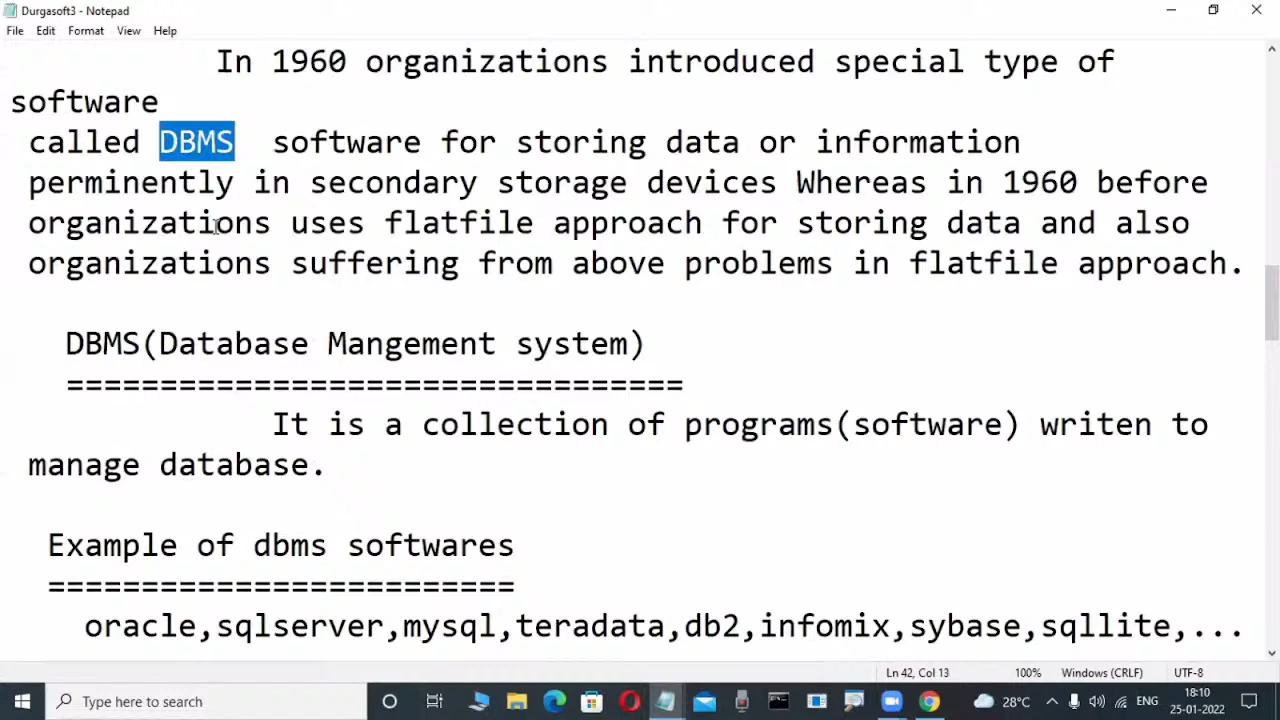 Durgasoft3 - Notepad
File Edit Format View Help
In 1960 organizations introduced special type of
software
called DBMS software for storing data or information
perminently in secondary storage devices Whereas in 1960 before
organizations uses flatfile approach for storing data and also
organizations suffering from above problems in flatfile approach.
DBMS(Database Mangement system)
=================================
It is a collection of programs(software) writen to
manage database.
Example of dbms softwares
=========================
oracle,sqlserver,mysql,teradata,db2,infomix,sybase,sqllite,...
Ln 42, Col 13 100% Windows (CRLF) UTF-8
Type here to search 28°C ENG 18:10
25-01-2022